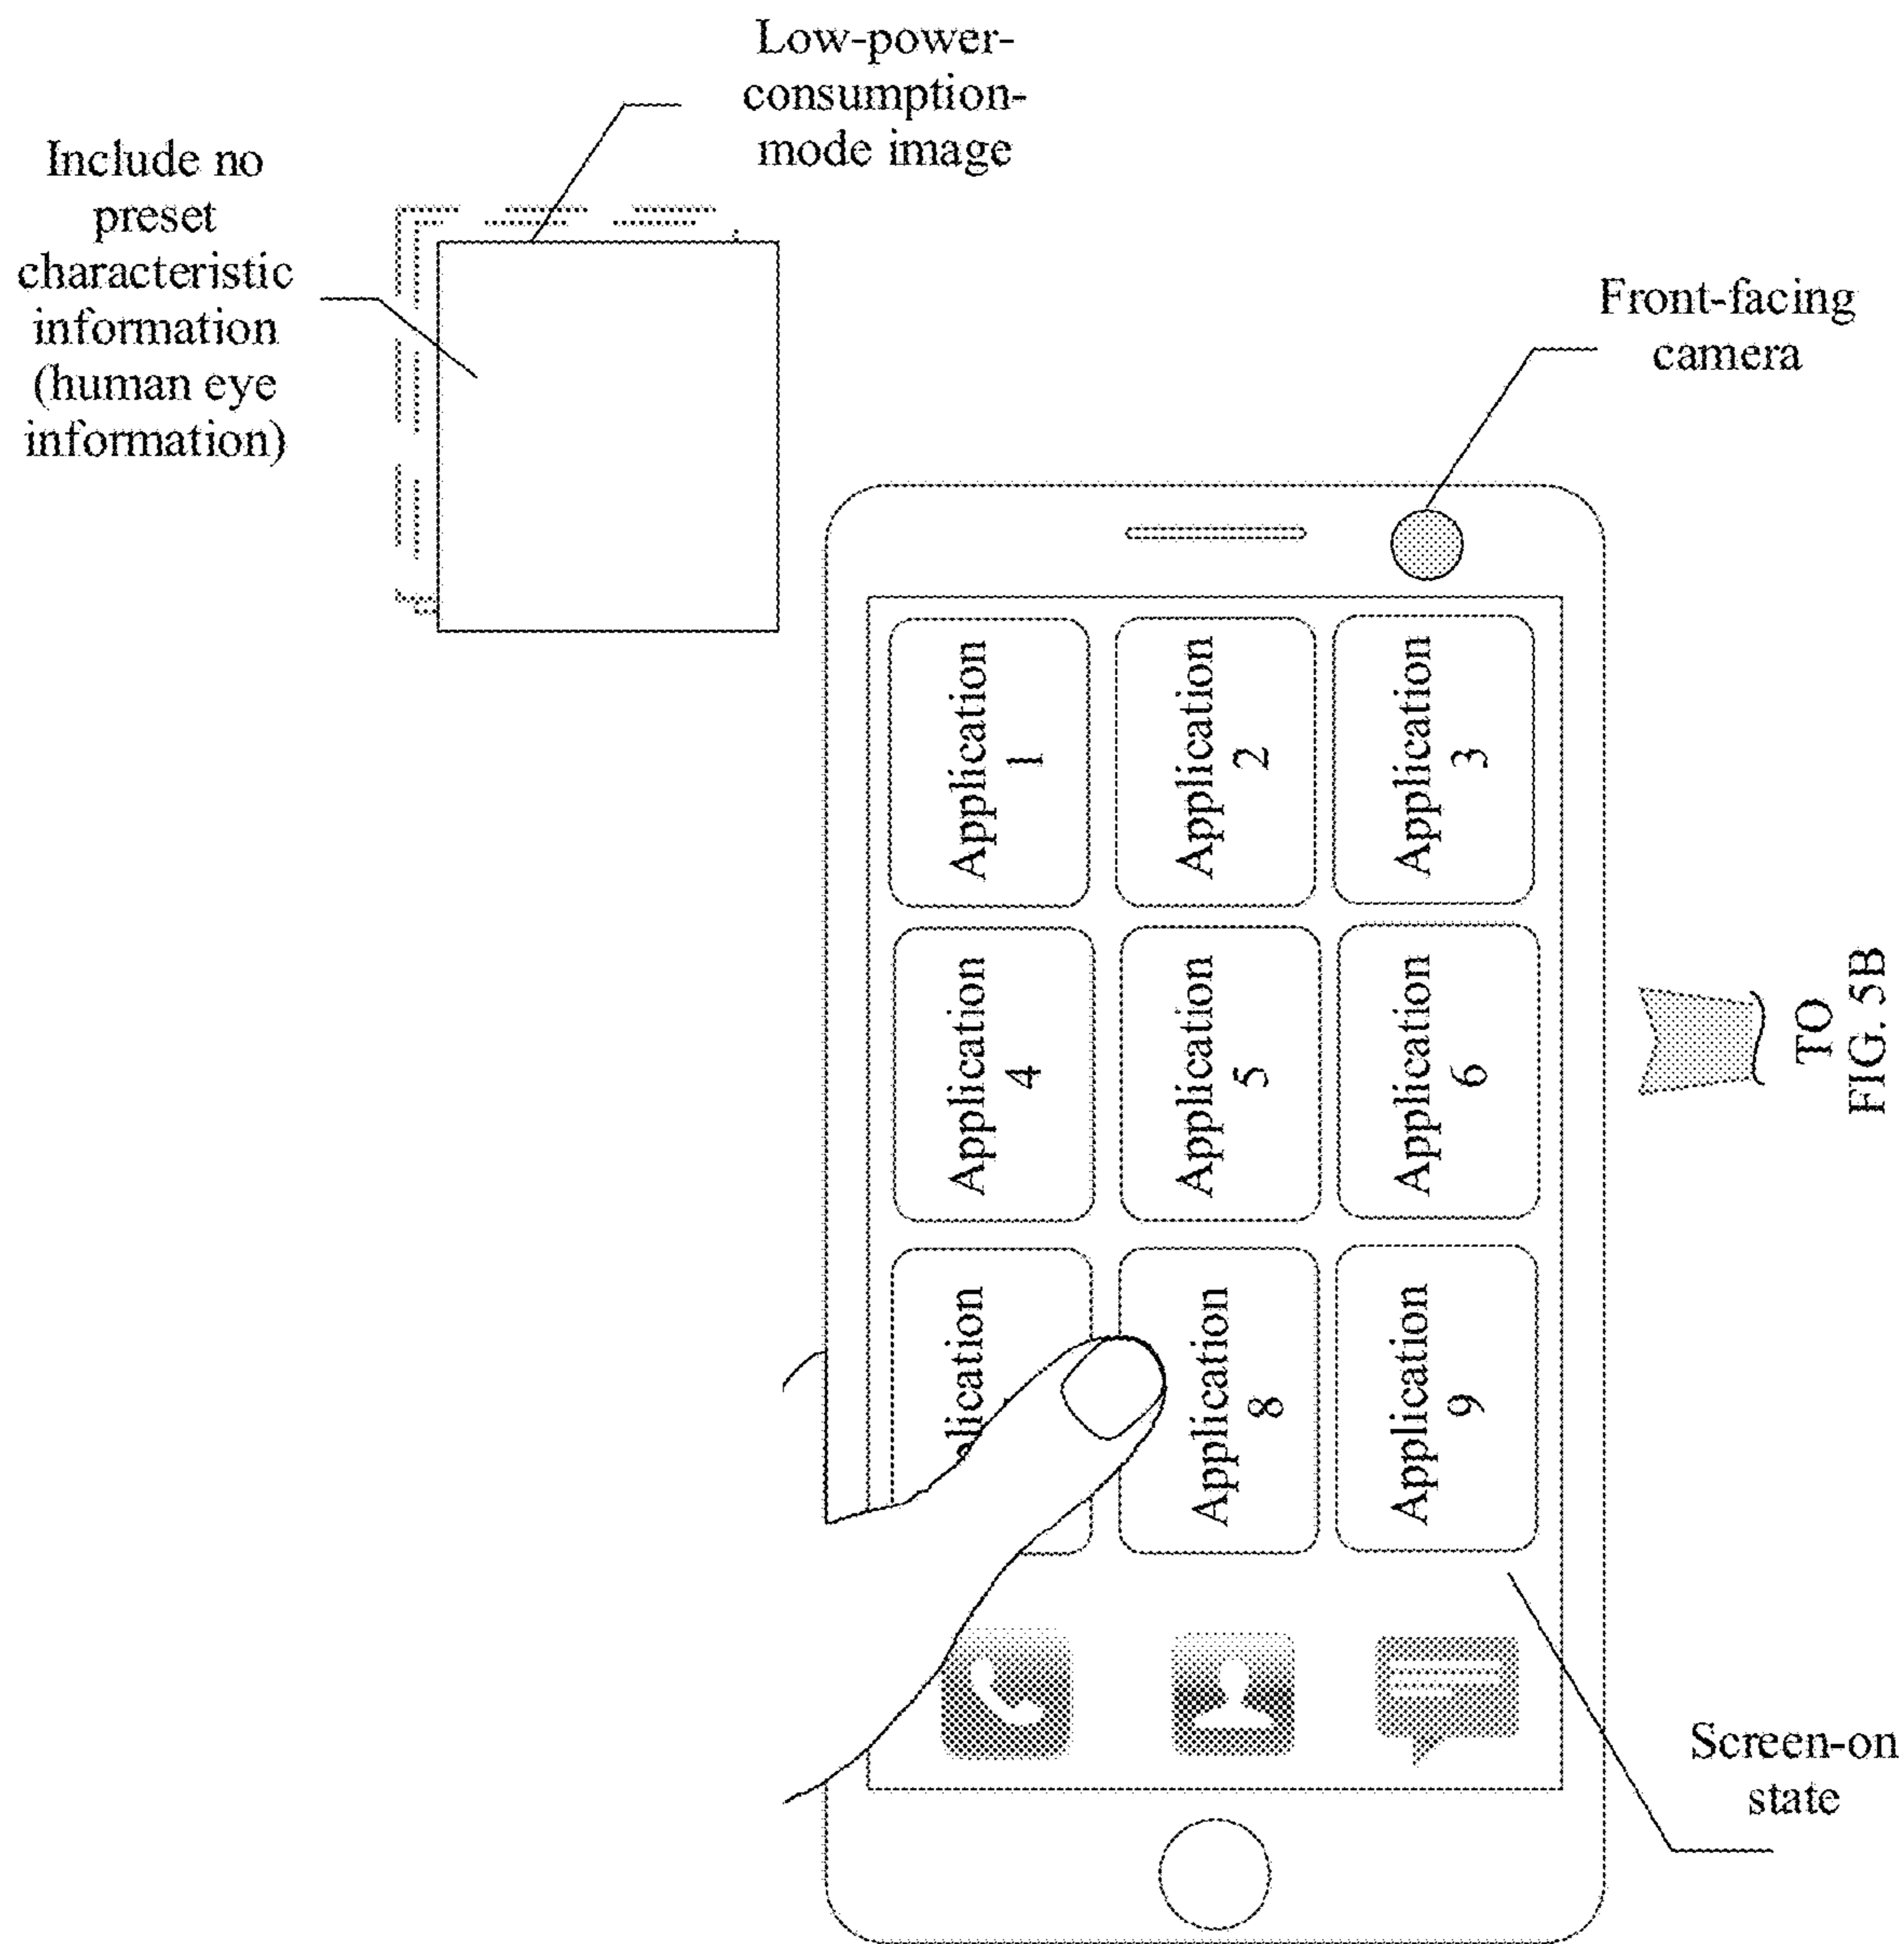 Low-power-
consumption-
mode image
Include no
preset
characteristic
information
(human eye
information)
Front-facing
camera
Application
1
Application
2
Application
3
Application
4
Application
5
Application
6
lication
Application
8
Application
9
TO
FIG. 5B
Screen-on
state